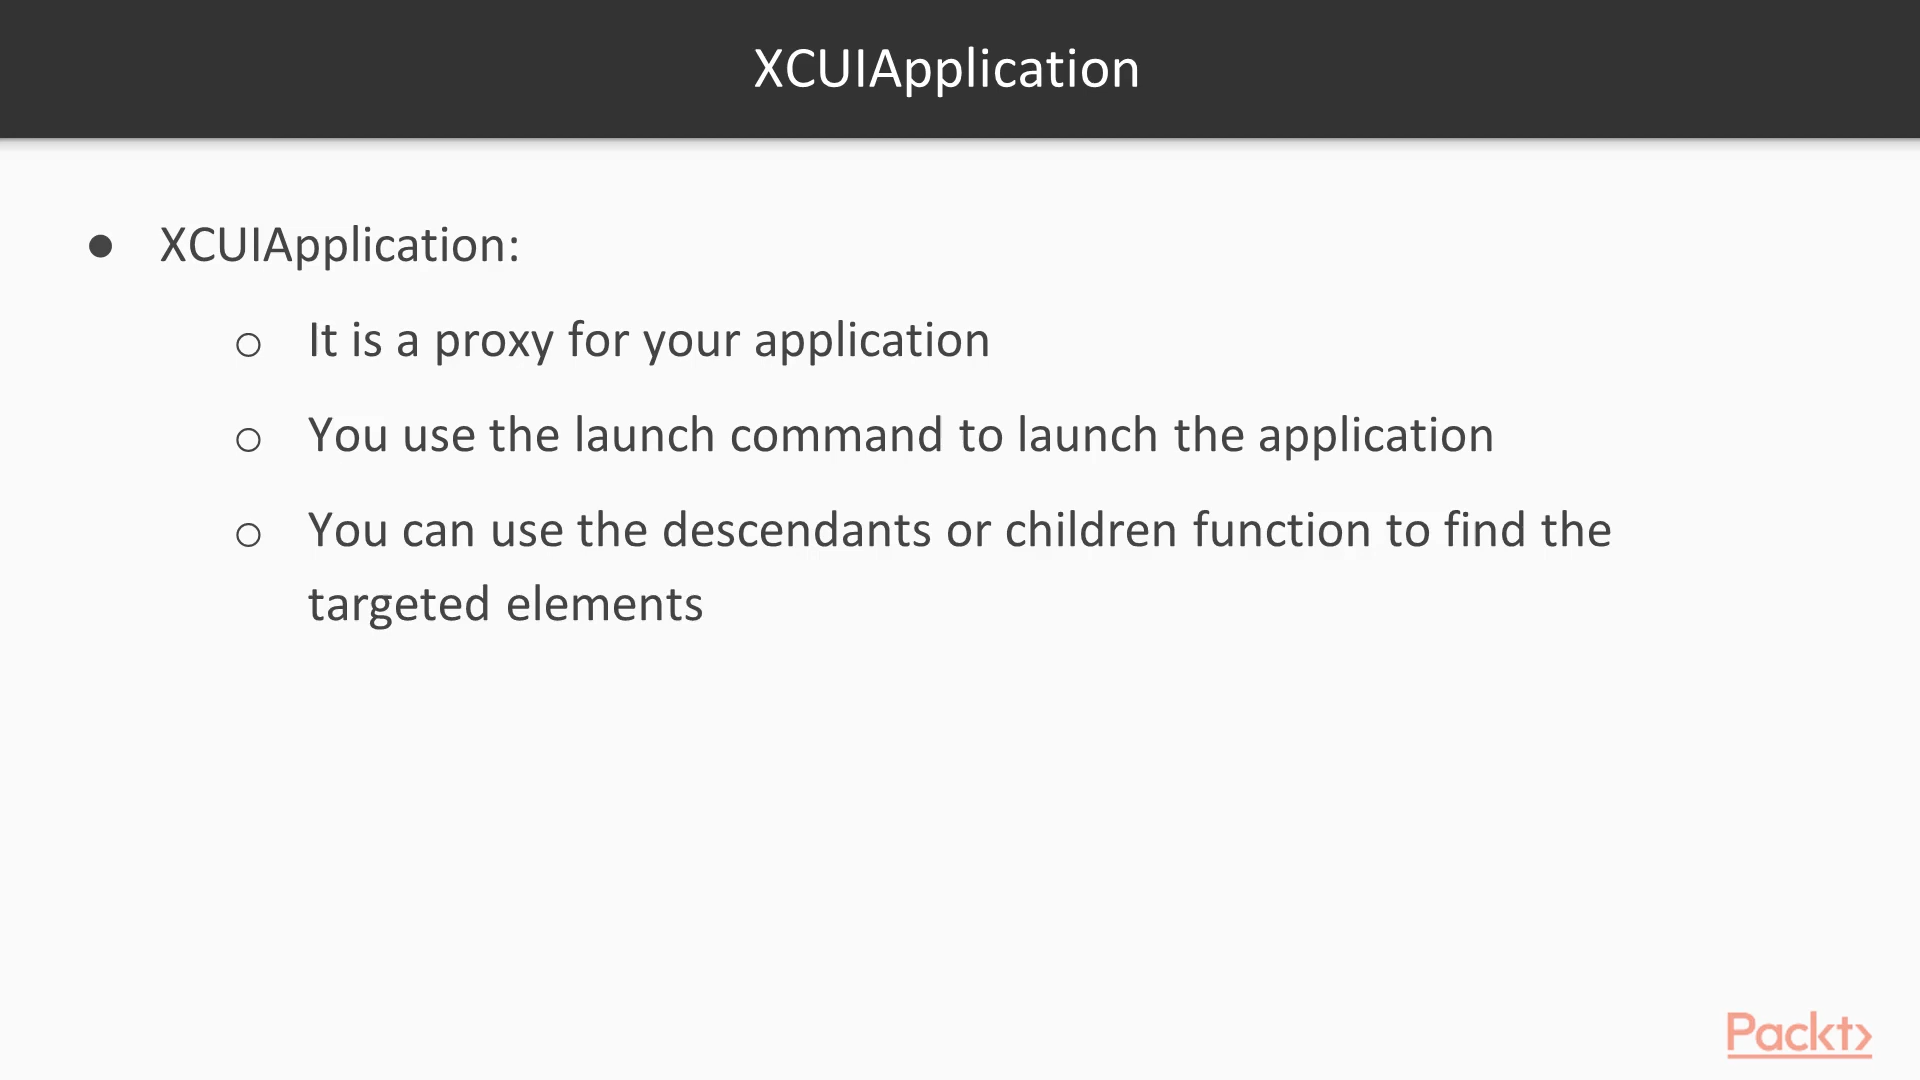 XCUIApplication
● XCUIApplication:
○ It is a proxy for your application
○ You use the launch command to launch the application
○ You can use the descendants or children function to find the
targeted elements
Packt>